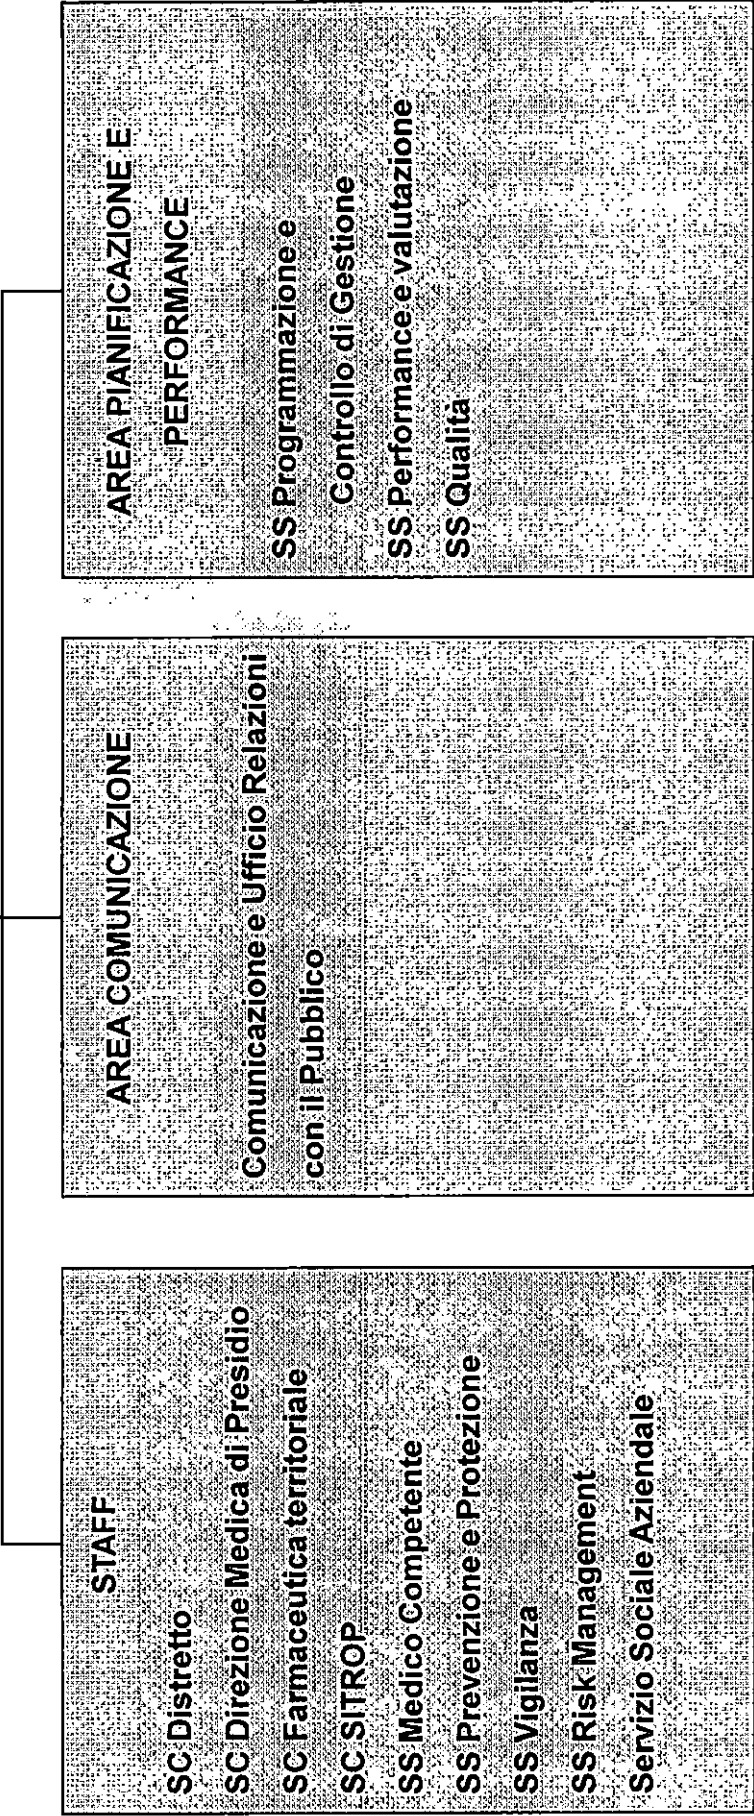 STAFF
SC Distretto
SC Direzione Medica di Presidio
SC Farmaceutica territoriale
SC SITROP
SS Medico Competente
SS Prevenzione e Protezione
SS Vigilanza
SS Risk Management
Servizio Sociale Aziendale
AREA COMUNICAZIONE
Comunicazione e Ufficio Relazioni
con il Pubblico
AREA PIANIFICAZIONE E
PERFORMANCE
SS Programmazione e
Controllo di Gestione
SS Performance e valutazione
SS Qualità